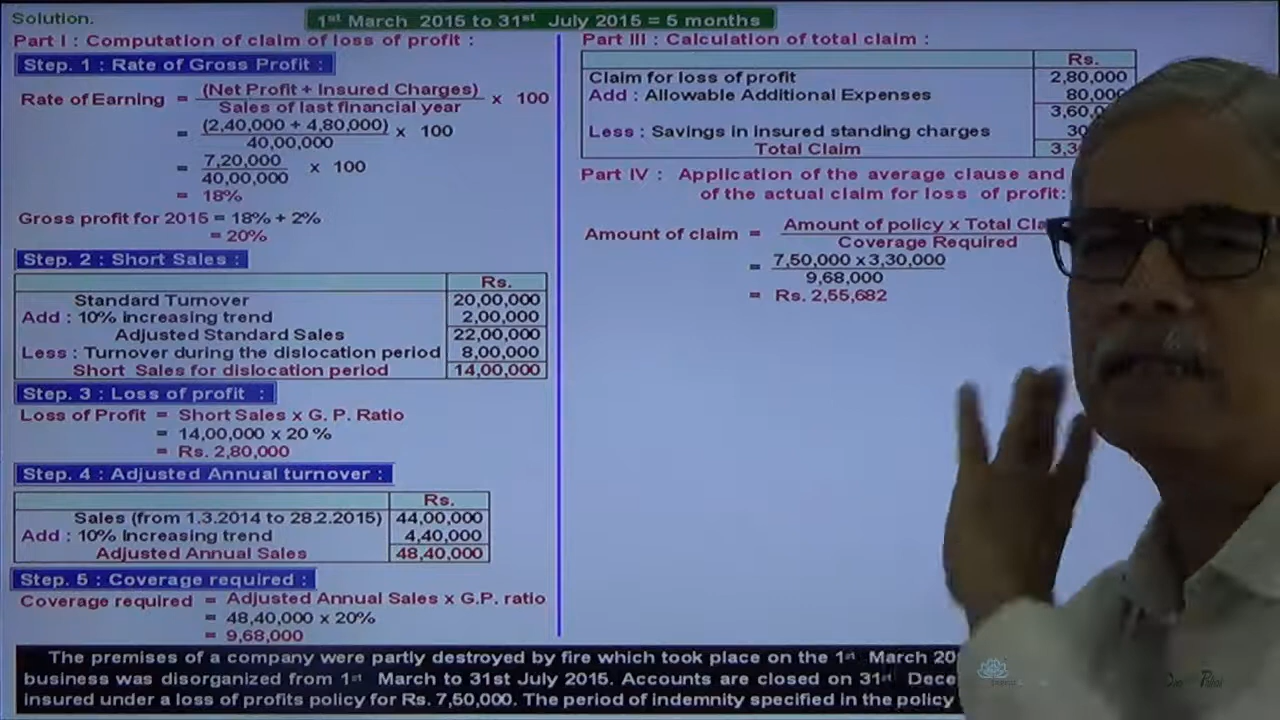 Solution.
1st March 2015 to 31st July 2015 = 5 months
Part I : Computation of claim of loss of profit :
Step. 1 : Rate of Gross Profit :
Rate of Earning = (Net Profit + Insured Charges) / Sales of last financial year x 100
= (2,40,000 + 4,80,000) / 40,00,000 x 100
= 7,20,000 / 40,00,000 x 100
= 18%
Gross profit for 2015 = 18% + 2%
= 20%
Step. 2 : Short Sales :
Rs.
Standard Turnover 20,00,000
Add : 10% increasing trend 2,00,000
Adjusted Standard Sales 22,00,000
Less : Turnover during the dislocation period 8,00,000
Short Sales for dislocation period 14,00,000
Step. 3 : Loss of profit :
Loss of Profit = Short Sales x G. P. Ratio
= 14,00,000 x 20 %
= Rs. 2,80,000
Step. 4 : Adjusted Annual turnover :
Rs.
Sales (from 1.3.2014 to 28.2.2015) 44,00,000
Add : 10% Increasing trend 4,40,000
Adjusted Annual Sales 48,40,000
Step. 5 : Coverage required :
Coverage required = Adjusted Annual Sales x G.P. ratio
= 48,40,000 x 20%
= 9,68,000
Part III : Calculation of total claim :
Rs.
Claim for loss of profit 2,80,000
Add : Allowable Additional Expenses 80,000
3,60,0
Less : Savings in insured standing charges 30
Total Claim 3,3
Part IV : Application of the average clause and
of the actual claim for loss of profit:
Amount of claim = Amount of policy x Total Cla / Coverage Required
= 7,50,000 x 3,30,000 / 9,68,000
= Rs. 2,55,682
The premises of a company were partly destroyed by fire which took place on the 1st March 20
business was disorganized from 1st March to 31st July 2015. Accounts are closed on 31st Dece
insured under a loss of profits policy for Rs. 7,50,000. The period of indemnity specified in the policy